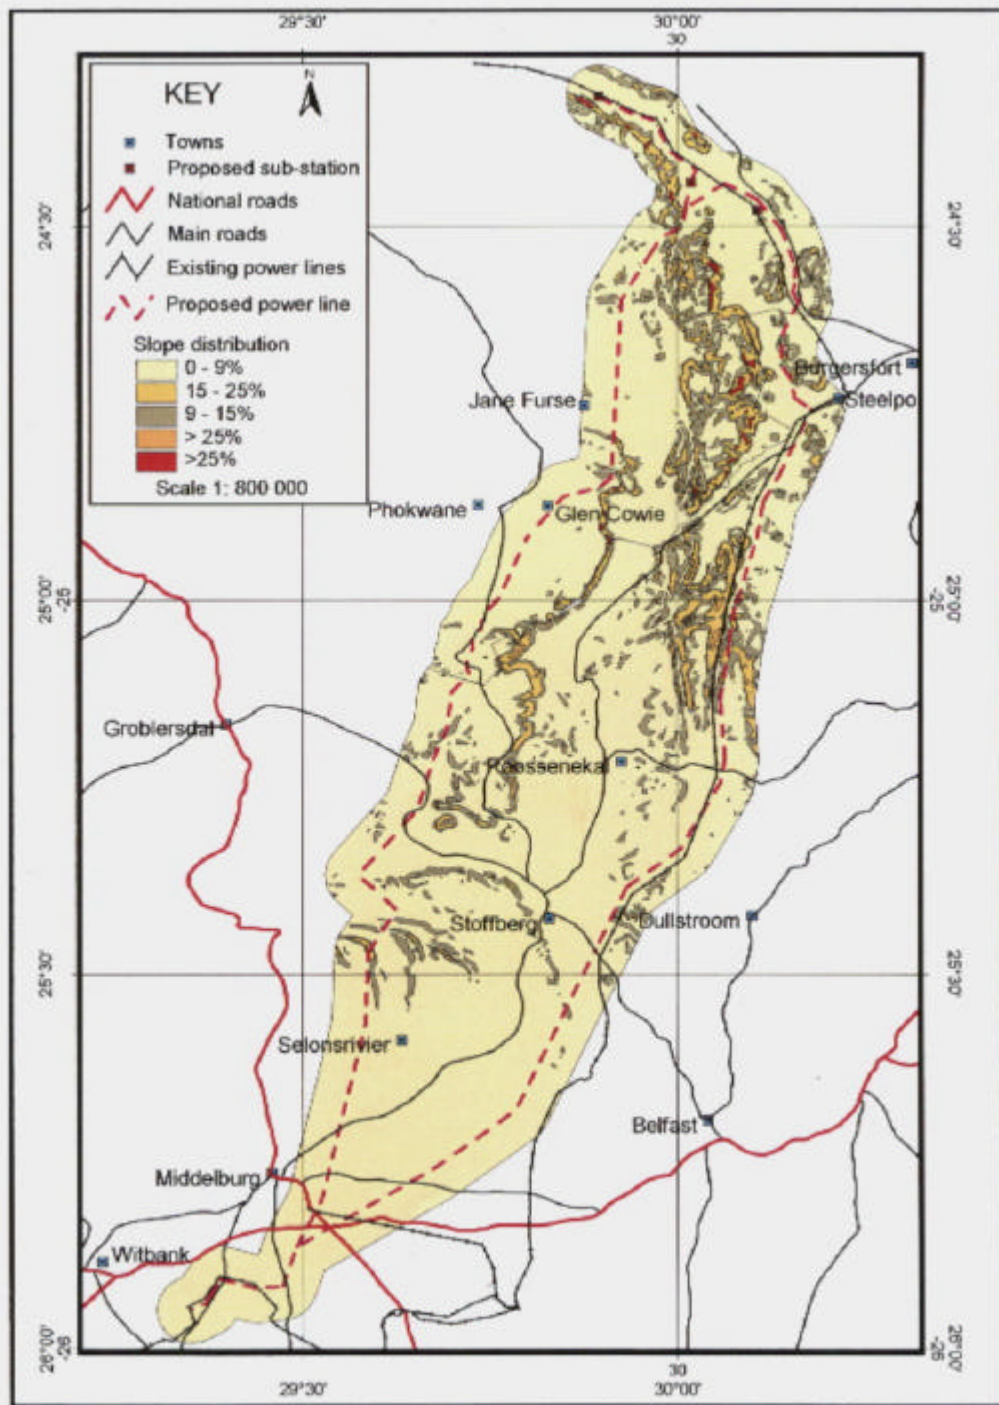 29°30'
30°00'
30
KEY
N
Towns
Proposed sub-station
National roads
Main roads
Existing power lines
Proposed power line
Slope distribution
0 - 9%
15 - 25%
9 - 15%
> 25%
>25%
Scale 1: 800 000
24°30'
24°30'
Burgersfort
Jane Furse
Steelpo
Phokwane
Glen Cowie
25°00'
-25
-25
25°00'
Groblersdal
Roossenekal
Stoffberg
Dullstroom
25°30'
25°30'
Selonsrivier
Belfast
Middelburg
Witbank
26°00'
-26
-26
26°00'
29°30'
30
30°00'